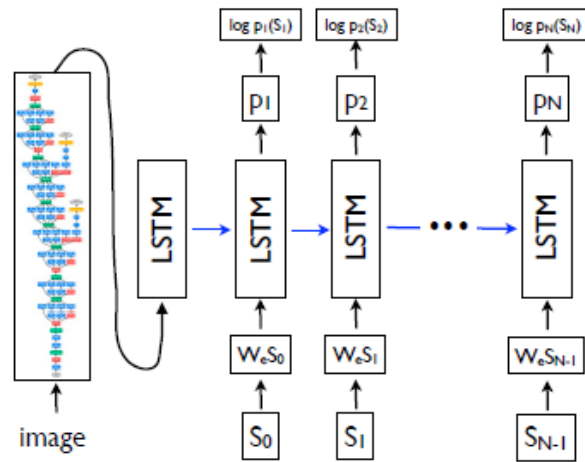 log p₁(S₁) log p₂(S₂) log pN(SN)
p₁ p₂ pN
LSTM LSTM LSTM ••• LSTM
WₑS₀ WₑS₁ WₑSN-1
image S₀ S₁ SN-1